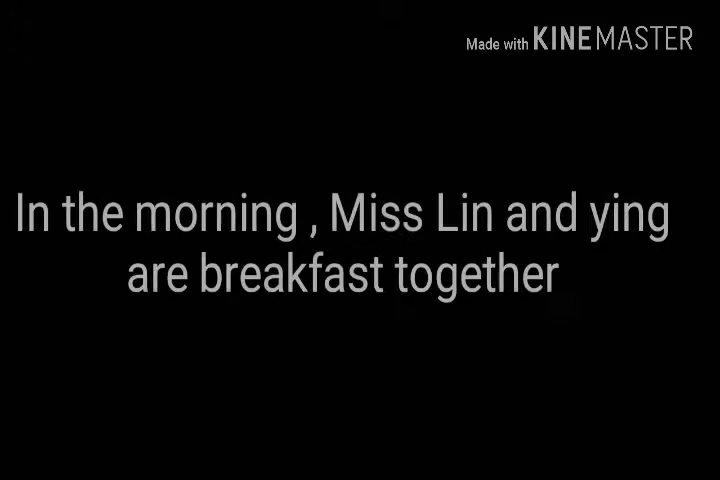 Made with KINEMASTER
In the morning , Miss Lin and ying
are breakfast together